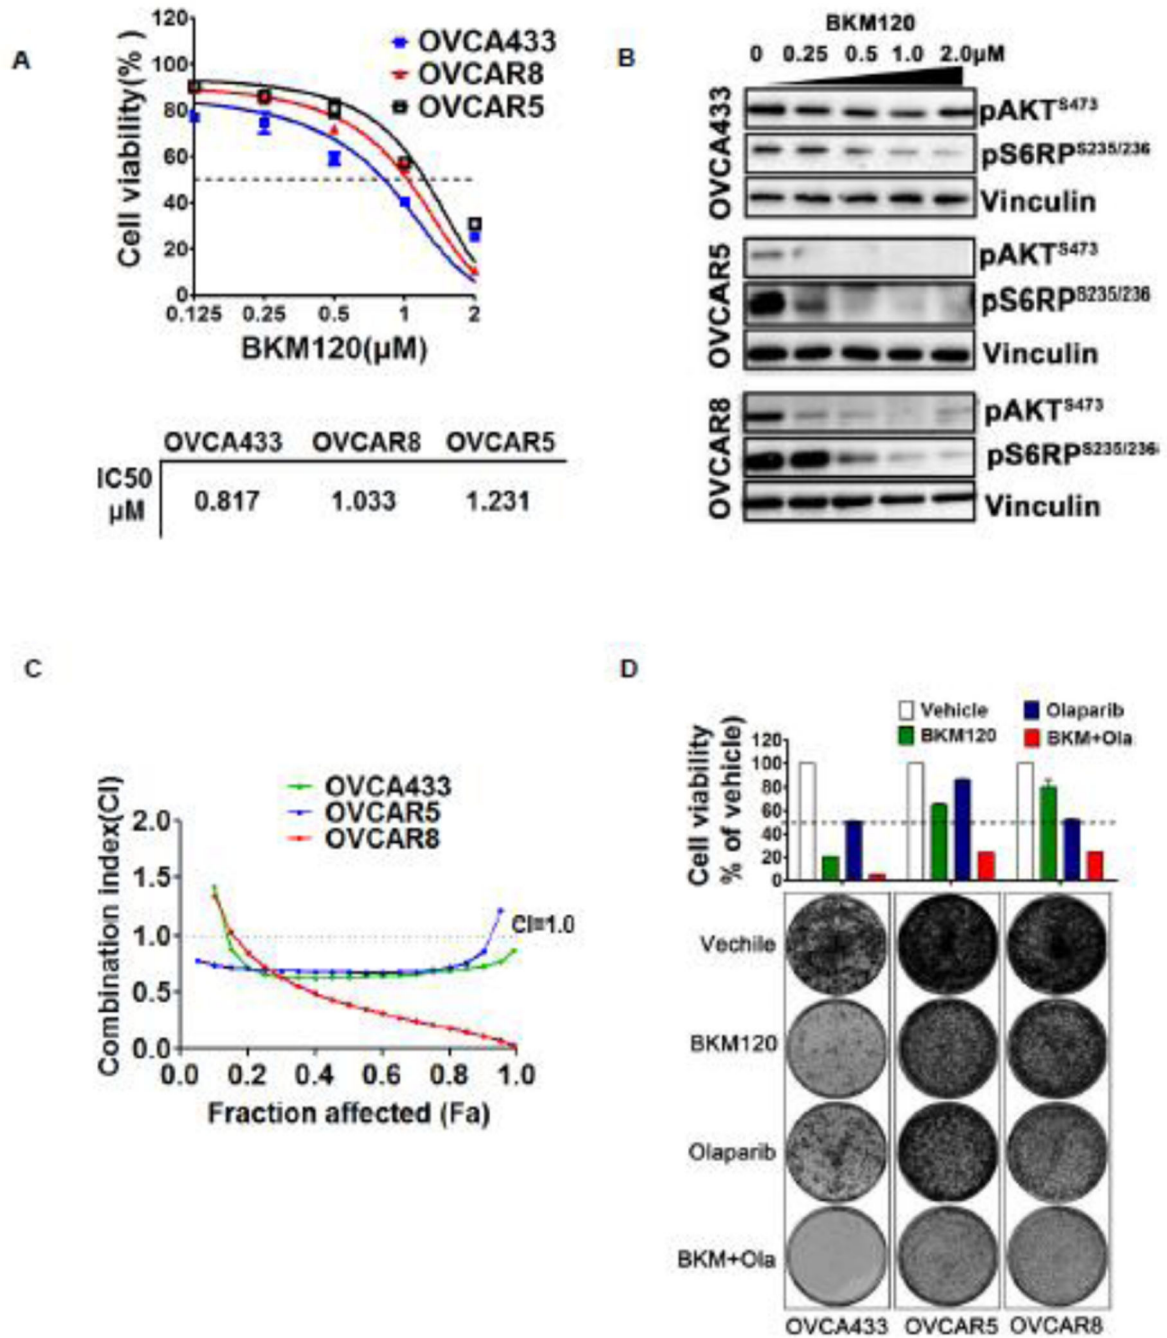 A
120
100
80
60
40
20
0
Cell viability(% )
OVCA433
OVCAR8
OVCAR5
0.125 0.25 0.5 1 2
BKM120(µM)
OVCA433 OVCAR8 OVCAR5
IC50
µM
0.817 1.033 1.231
B
BKM120
0 0.25 0.5 1.0 2.0µM
OVCA433
pAKTS473
pS6RPS235/236
Vinculin
OVCAR5
pAKTS473
pS6RPS235/236
Vinculin
OVCAR8
pAKTS473
pS6RPS235/236
Vinculin
C
OVCA433
OVCAR5
OVCAR8
Combination index(CI)
2.0
1.5
1.0
0.5
0.0
CI=1.0
0.0 0.2 0.4 0.6 0.8 1.0
Fraction affected (Fa)
D
Vehicle Olaparib
BKM120 BKM+Ola
Cell viability
% of vehicle)
120
100
80
60
40
20
0
Vechile
BKM120
Olaparib
BKM+Ola
OVCA433 OVCAR5 OVCAR8